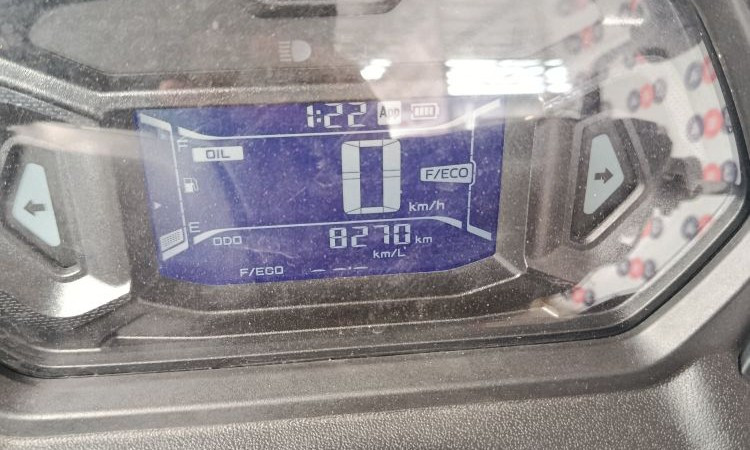 1:22 App
F
OIL
0
F/ECO
km/h
E
ODO 8270 km
km/L
F/ECO --.-